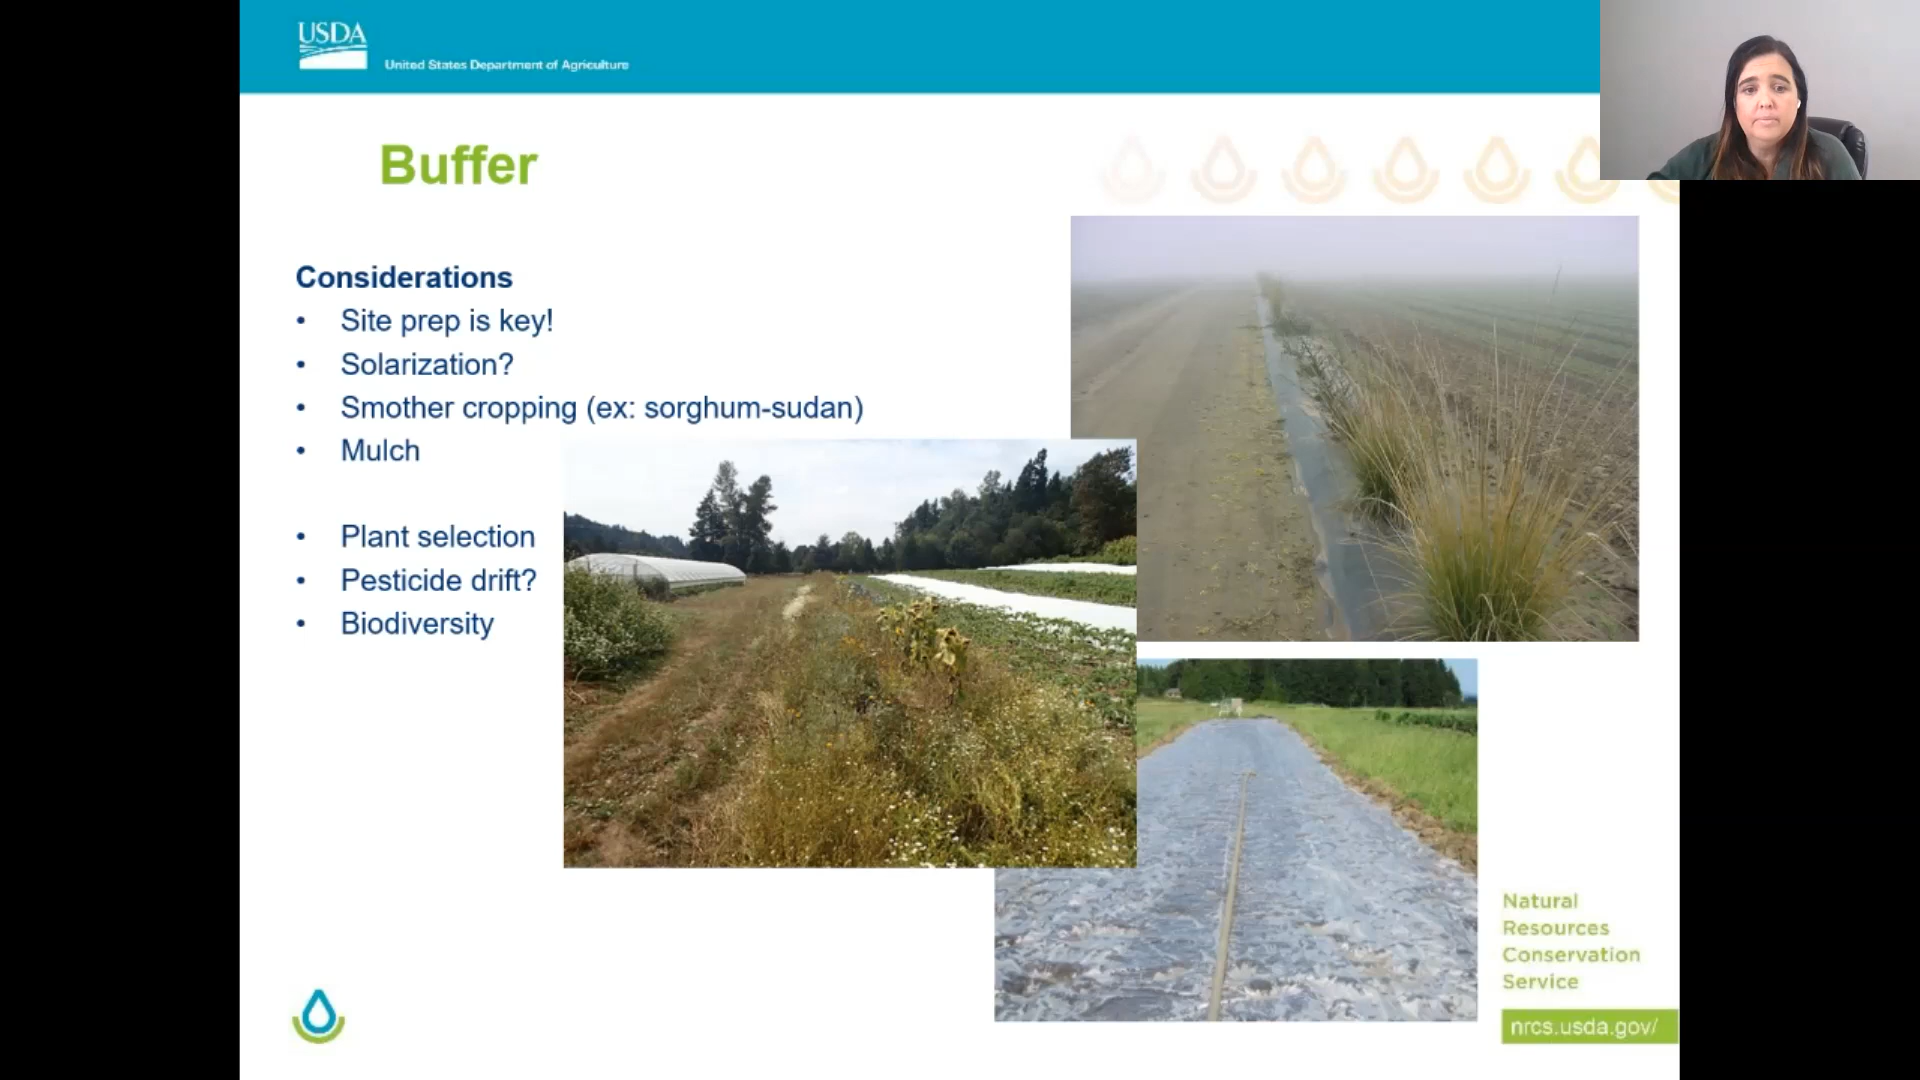 USDA
United States Department of Agriculture
Buffer
Considerations
• Site prep is key!
• Solarization?
• Smother cropping (ex: sorghum-sudan)
• Mulch
• Plant selection
• Pesticide drift?
• Biodiversity
Natural
Resources
Conservation
Service
nrcs.usda.gov/